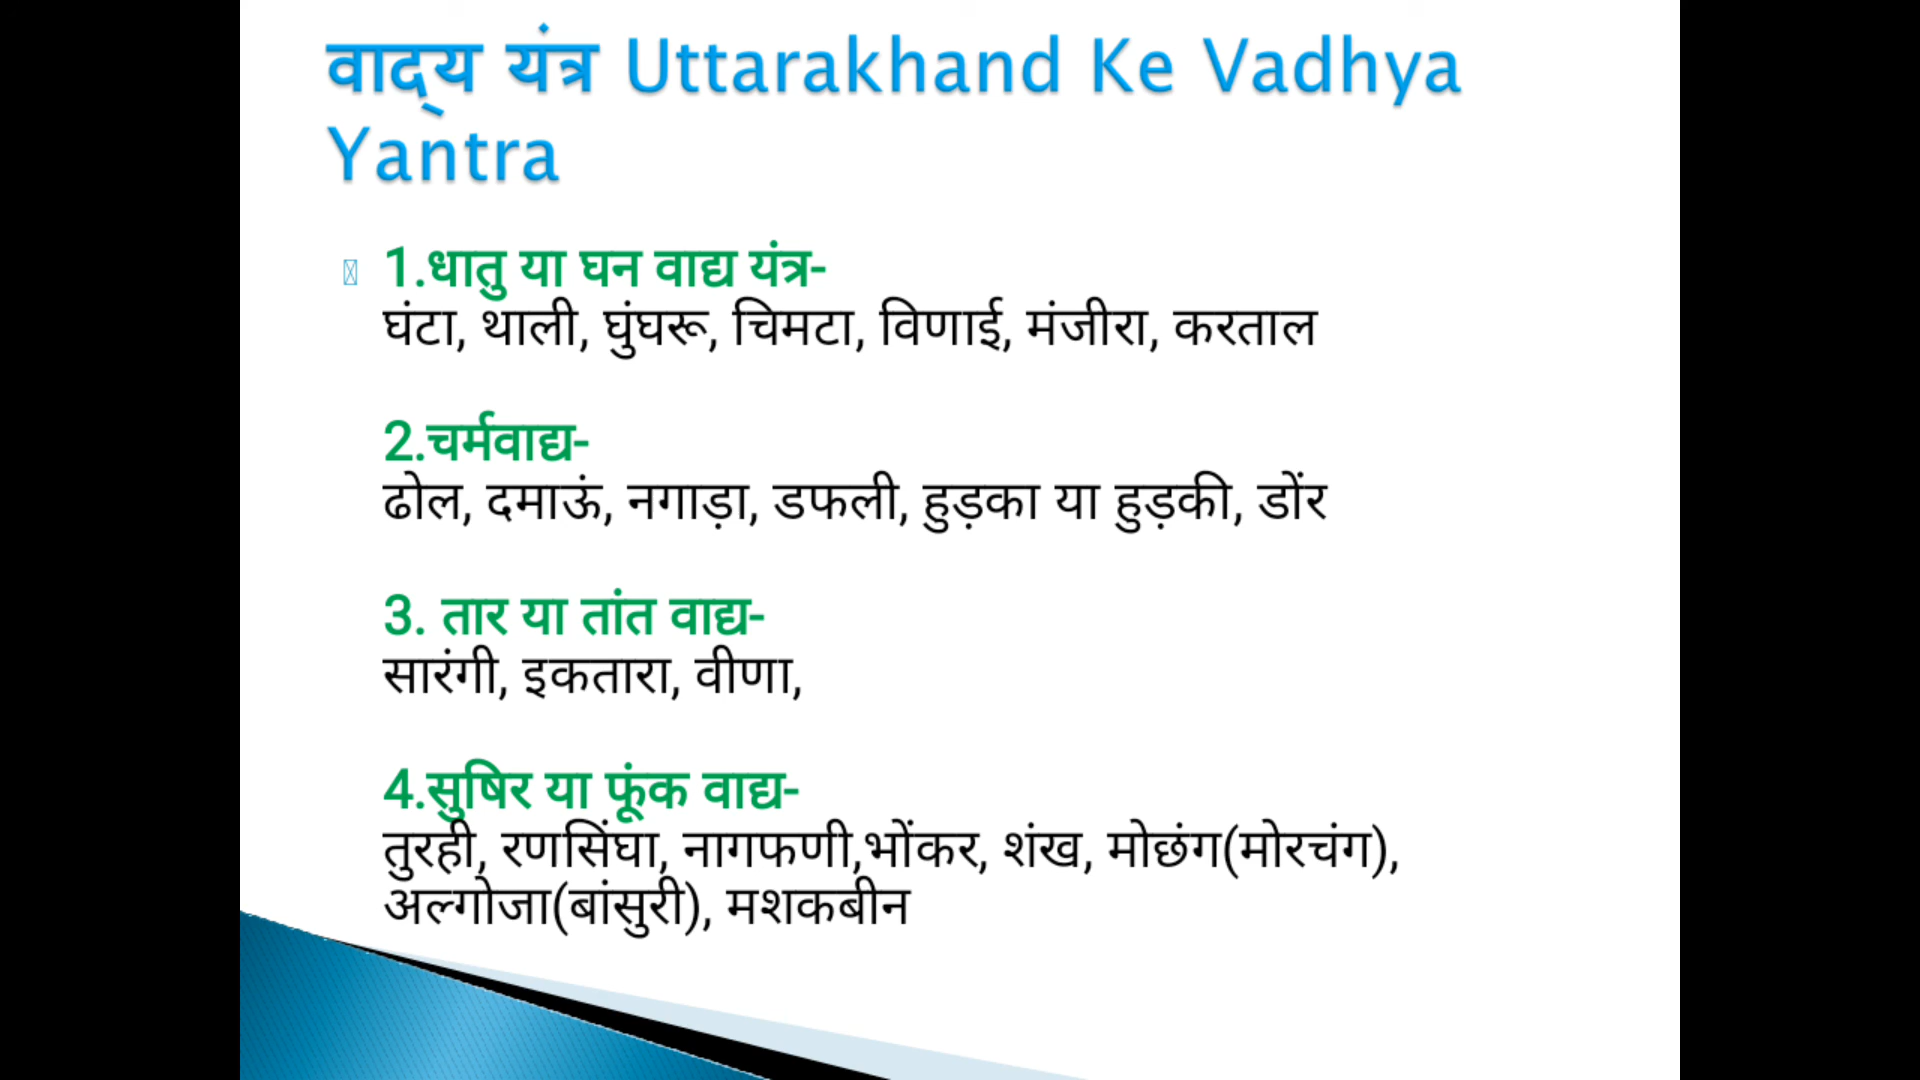 वाद्‌य यंत्र Uttarakhand Ke Vadhya
Yantra
1.धातु या घन वाद्य यंत्र-
घंटा, थाली, घुंघरू, चिमटा, विणाई, मंजीरा, करताल
2.चर्मवाद्य-
ढोल, दमाऊं, नगाड़ा, डफली, हुड़का या हुड़की, डोंर
3. तार या तांत वाद्य-
सारंगी, इकतारा, वीणा,
4.सुषिर या फूंक वाद्य-
तुरही, रणसिंघा, नागफणी,भोंकर, शंख, मोछंग(मोरचंग),
अल्गोजा(बांसुरी), मशकबीन